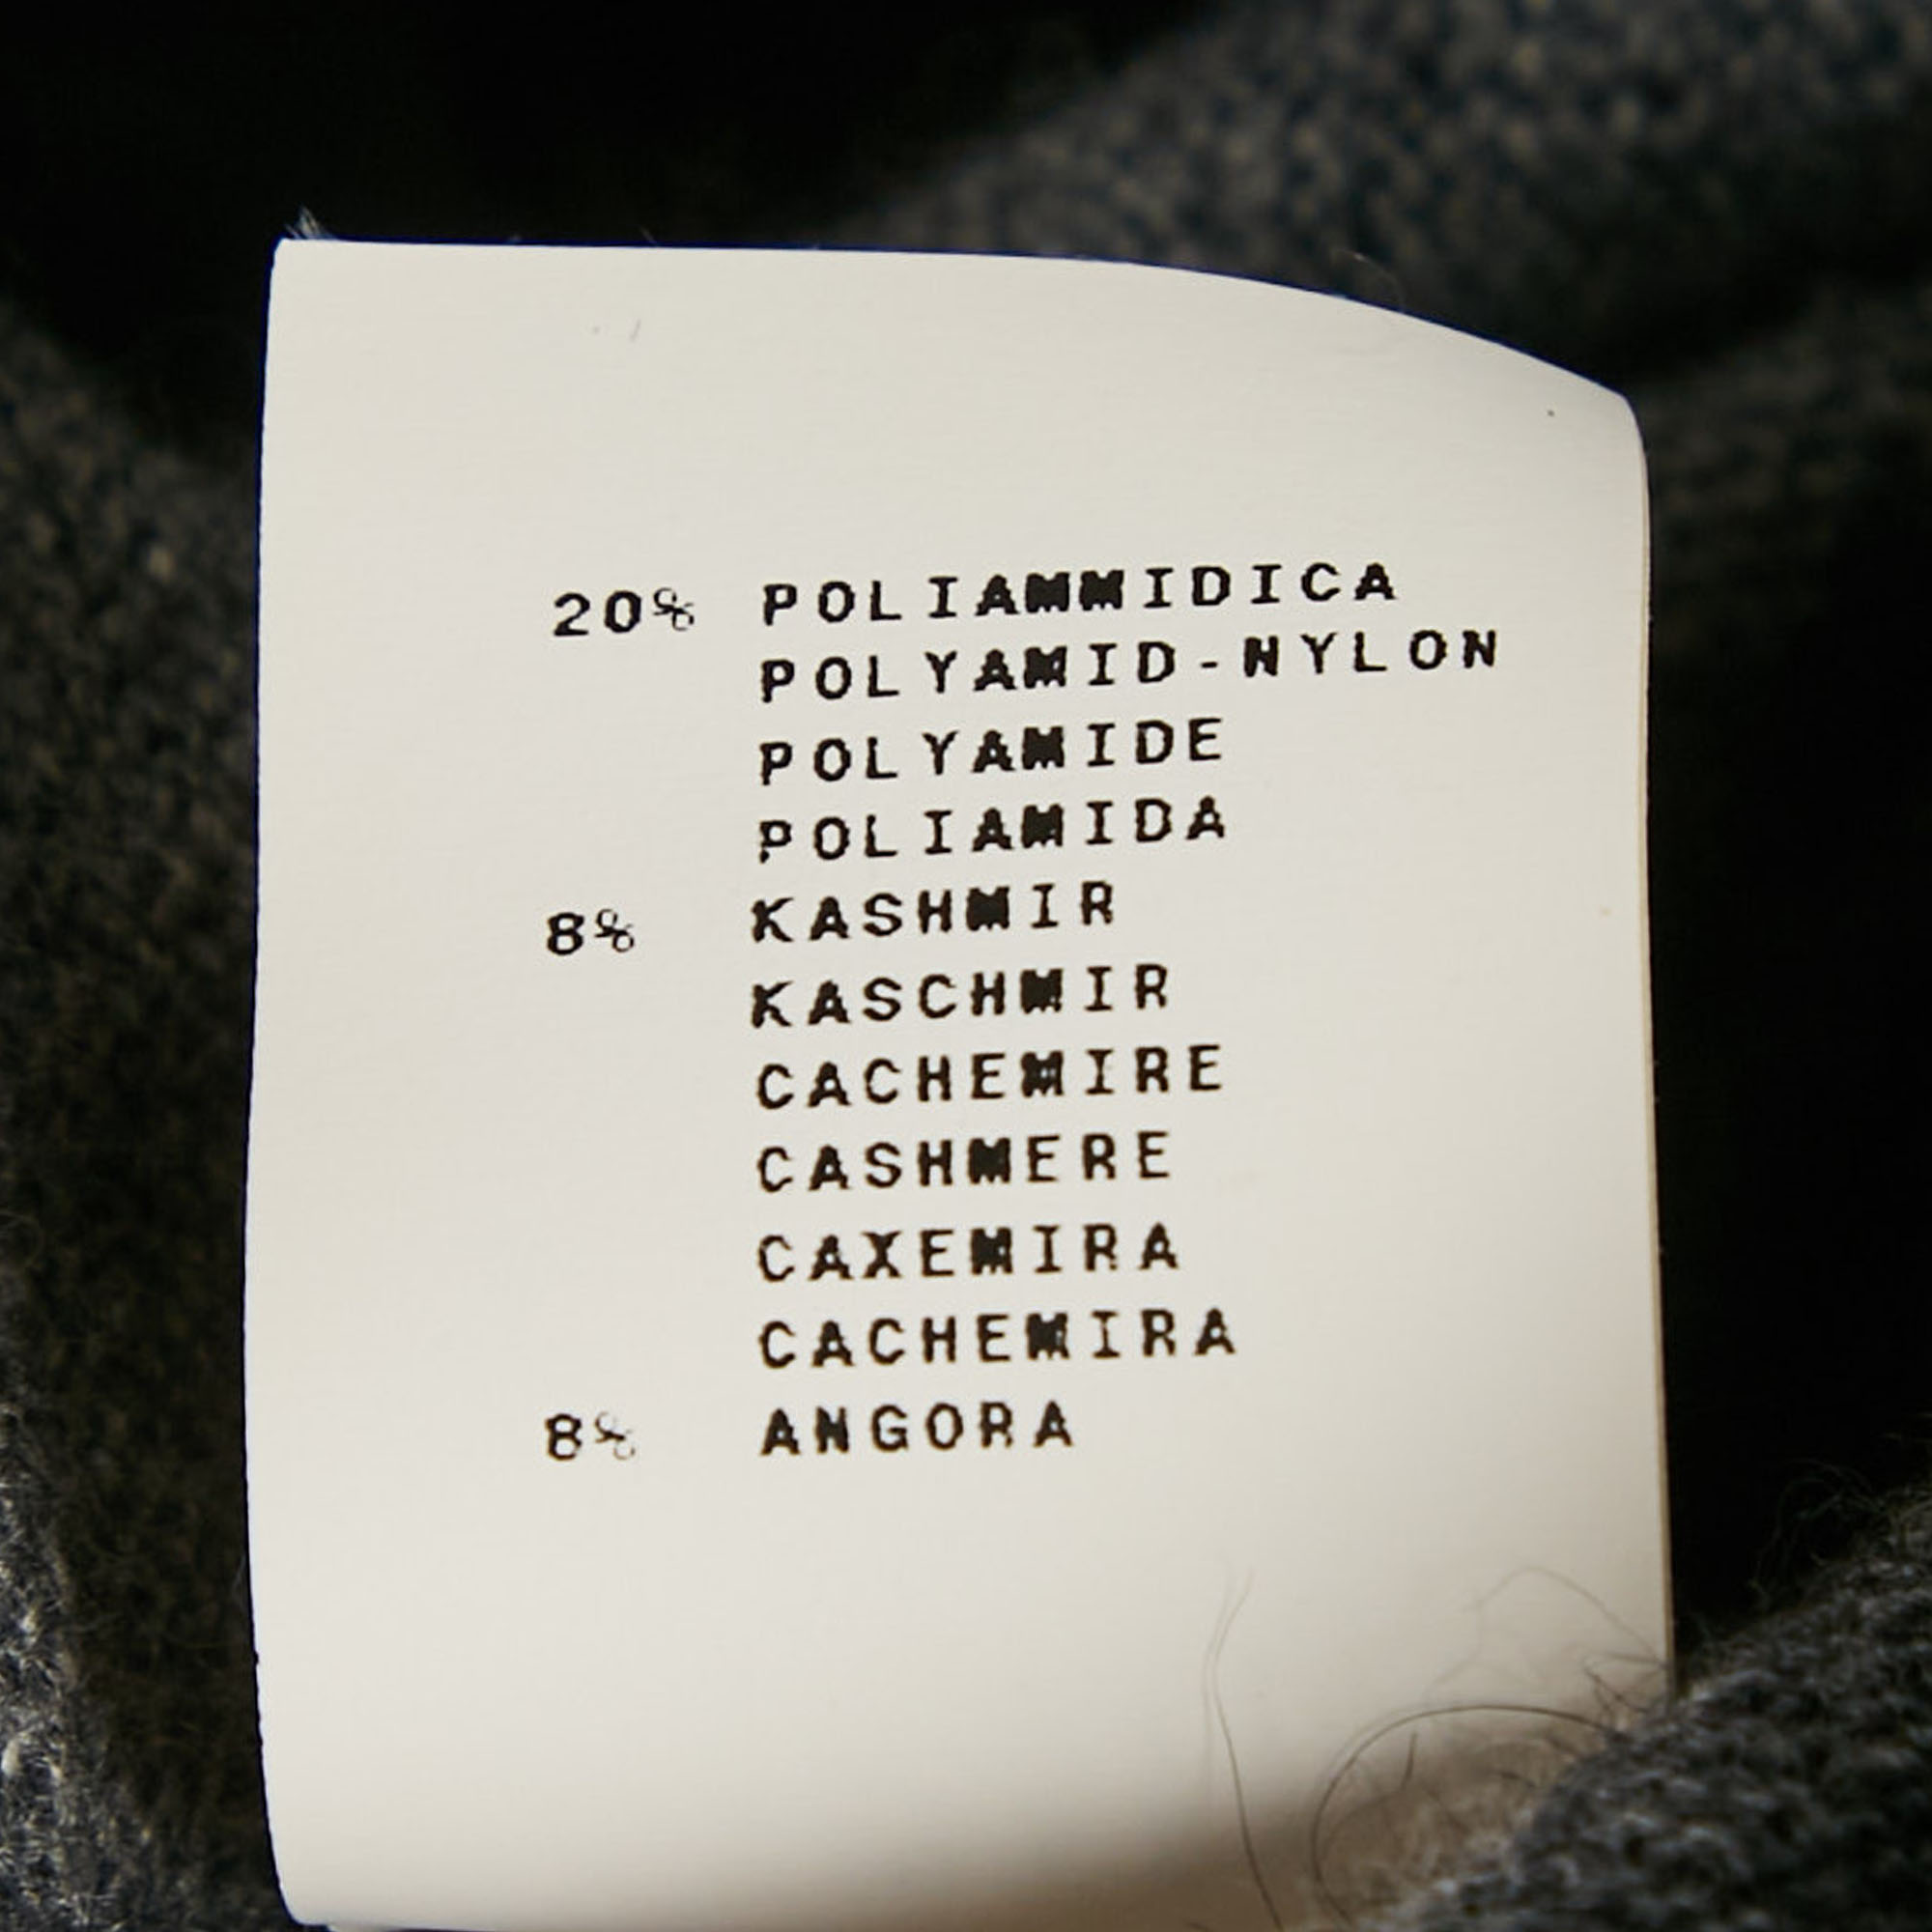 20% POLIAMMIDICA
POLYAMID-NYLON
POLYAMIDE
POLIAMIDA
8% KASHMIR
KASCHMIR
CACHEMIRE
CASHMERE
CAXEMIRA
CACHEMIRA
8% ANGORA